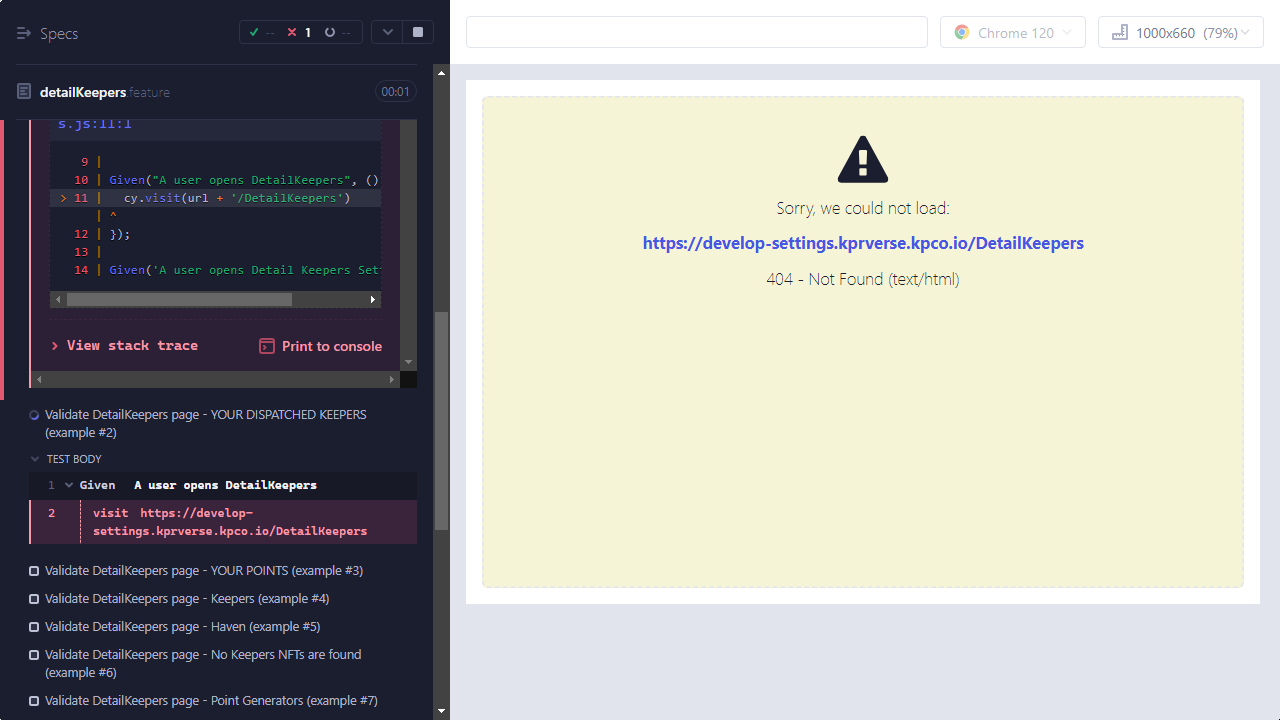 Specs
--
1
--
Chrome 120
1000x660 (79%)
detailKeepers.feature
00:01
s.js:11:1
9 |
10 | Given("A user opens DetailKeepers", ()
> 11 | cy.visit(url + '/DetailKeepers')
| ^
12 | });
13 |
14 | Given('A user opens Detail Keepers Set
View stack trace
Print to console
Validate DetailKeepers page - YOUR DISPATCHED KEEPERS
(example #2)
TEST BODY
1 Given A user opens DetailKeepers
2 visit https://develop-
settings.kprverse.kpco.io/DetailKeepers
Validate DetailKeepers page - YOUR POINTS (example #3)
Validate DetailKeepers page - Keepers (example #4)
Validate DetailKeepers page - Haven (example #5)
Validate DetailKeepers page - No Keepers NFTs are found
(example #6)
Validate DetailKeepers page - Point Generators (example #7)
Sorry, we could not load:
https://develop-settings.kprverse.kpco.io/DetailKeepers
404 - Not Found (text/html)